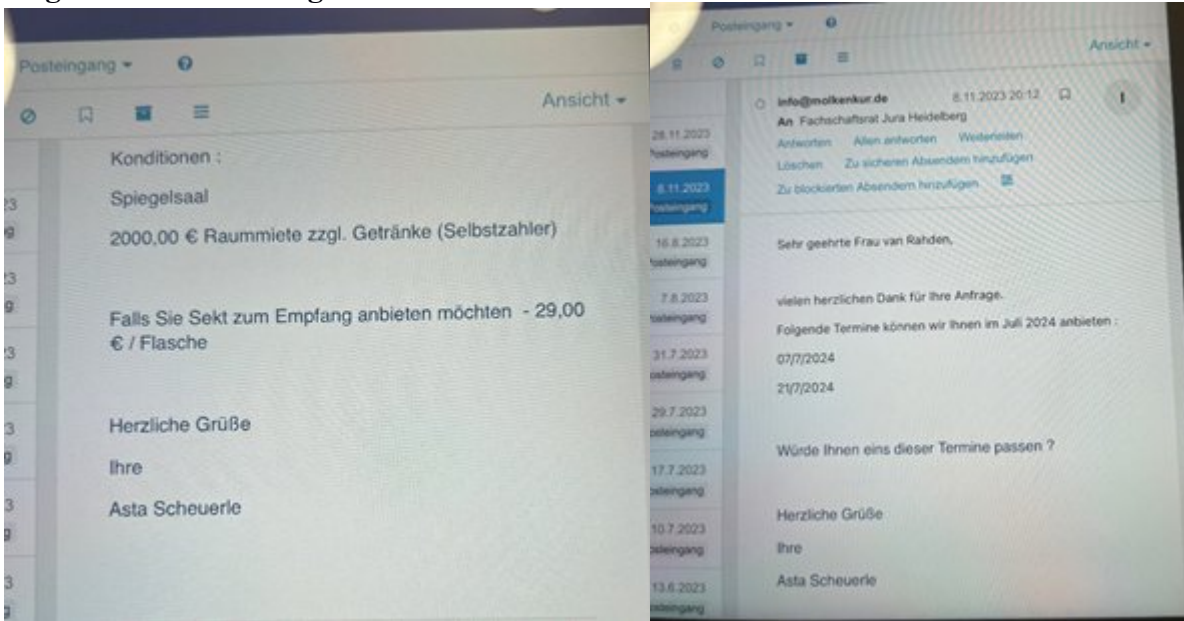 Posteingang
Ansicht
Konditionen :
Spiegelsaal
2000,00 € Raummiete zzgl. Getränke (Selbstzahler)
Falls Sie Sekt zum Empfang anbieten möchten - 29,00
€ / Flasche
Herzliche Grüße
Ihre
Asta Scheuerle
Posteingang
Ansicht
info@molkenkur.de 8.11.2023 20:12
An Fachschaftsrat Jura Heidelberg
Antworten Allen antworten Weiterleiten
Löschen Zu sicheren Absendern hinzufügen
Zu blockierten Absendern hinzufügen
28.11.2023
Posteingang
8.11.2023
Posteingang
16.8.2023
Posteingang
7.8.2023
Posteingang
31.7.2023
Posteingang
29.7.2023
Posteingang
17.7.2023
Posteingang
10.7.2023
Posteingang
13.6.2023
Posteingang
Sehr geehrte Frau van Rahden,
vielen herzlichen Dank für Ihre Anfrage.
Folgende Termine können wir Ihnen im Juli 2024 anbieten :
07/7/2024
21/7/2024
Würde Ihnen eins dieser Termine passen ?
Herzliche Grüße
Ihre
Asta Scheuerle